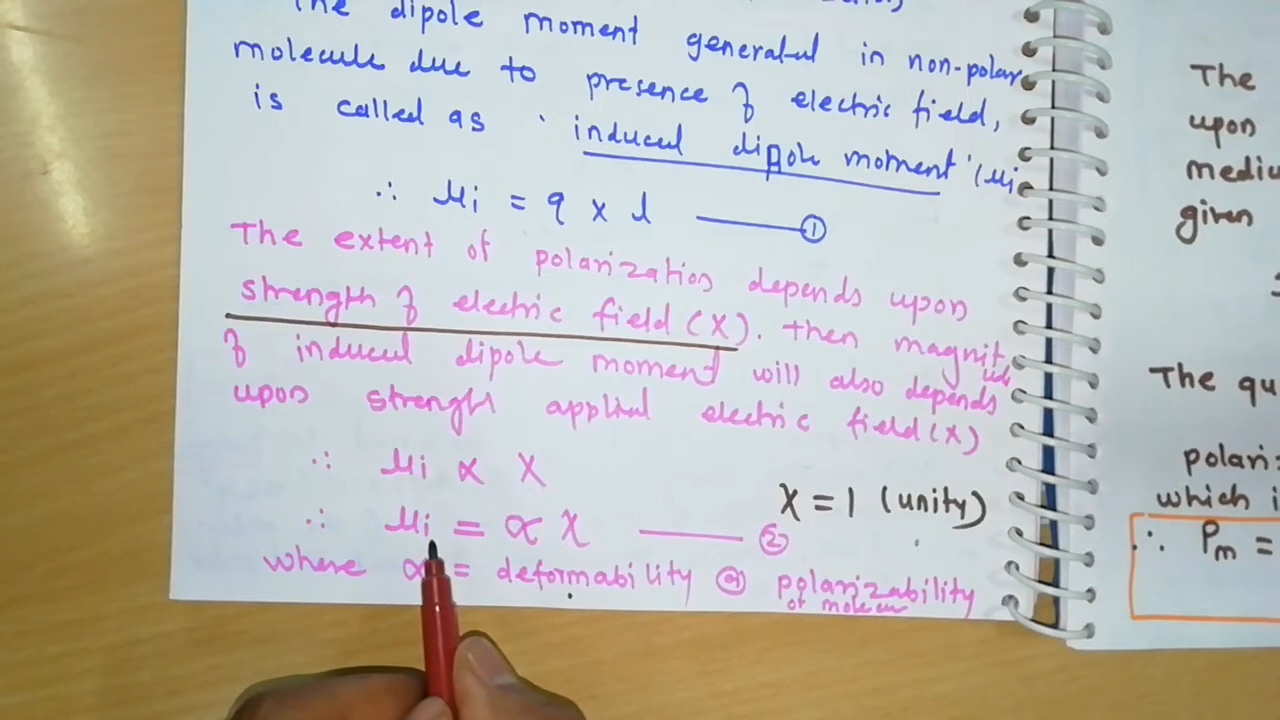 The dipole moment generated in non-polar
molecule due to presence of electric field,
is called as 'induced dipole moment' (μi
∴ μi = q x l ——— ①
The extent of polarization depends upon
strength of electric field (X). Then magnitude
of induced dipole moment will also depends
upon strenght applied electric field (X)
∴ μi ∝ X
X = 1 (unity)
∴ μi = ∝ X ——— ②
where ∝ = deformability or polarizability
of molecule
The
upon
mediu
given
The qu
polari
which i
∴ Pm =